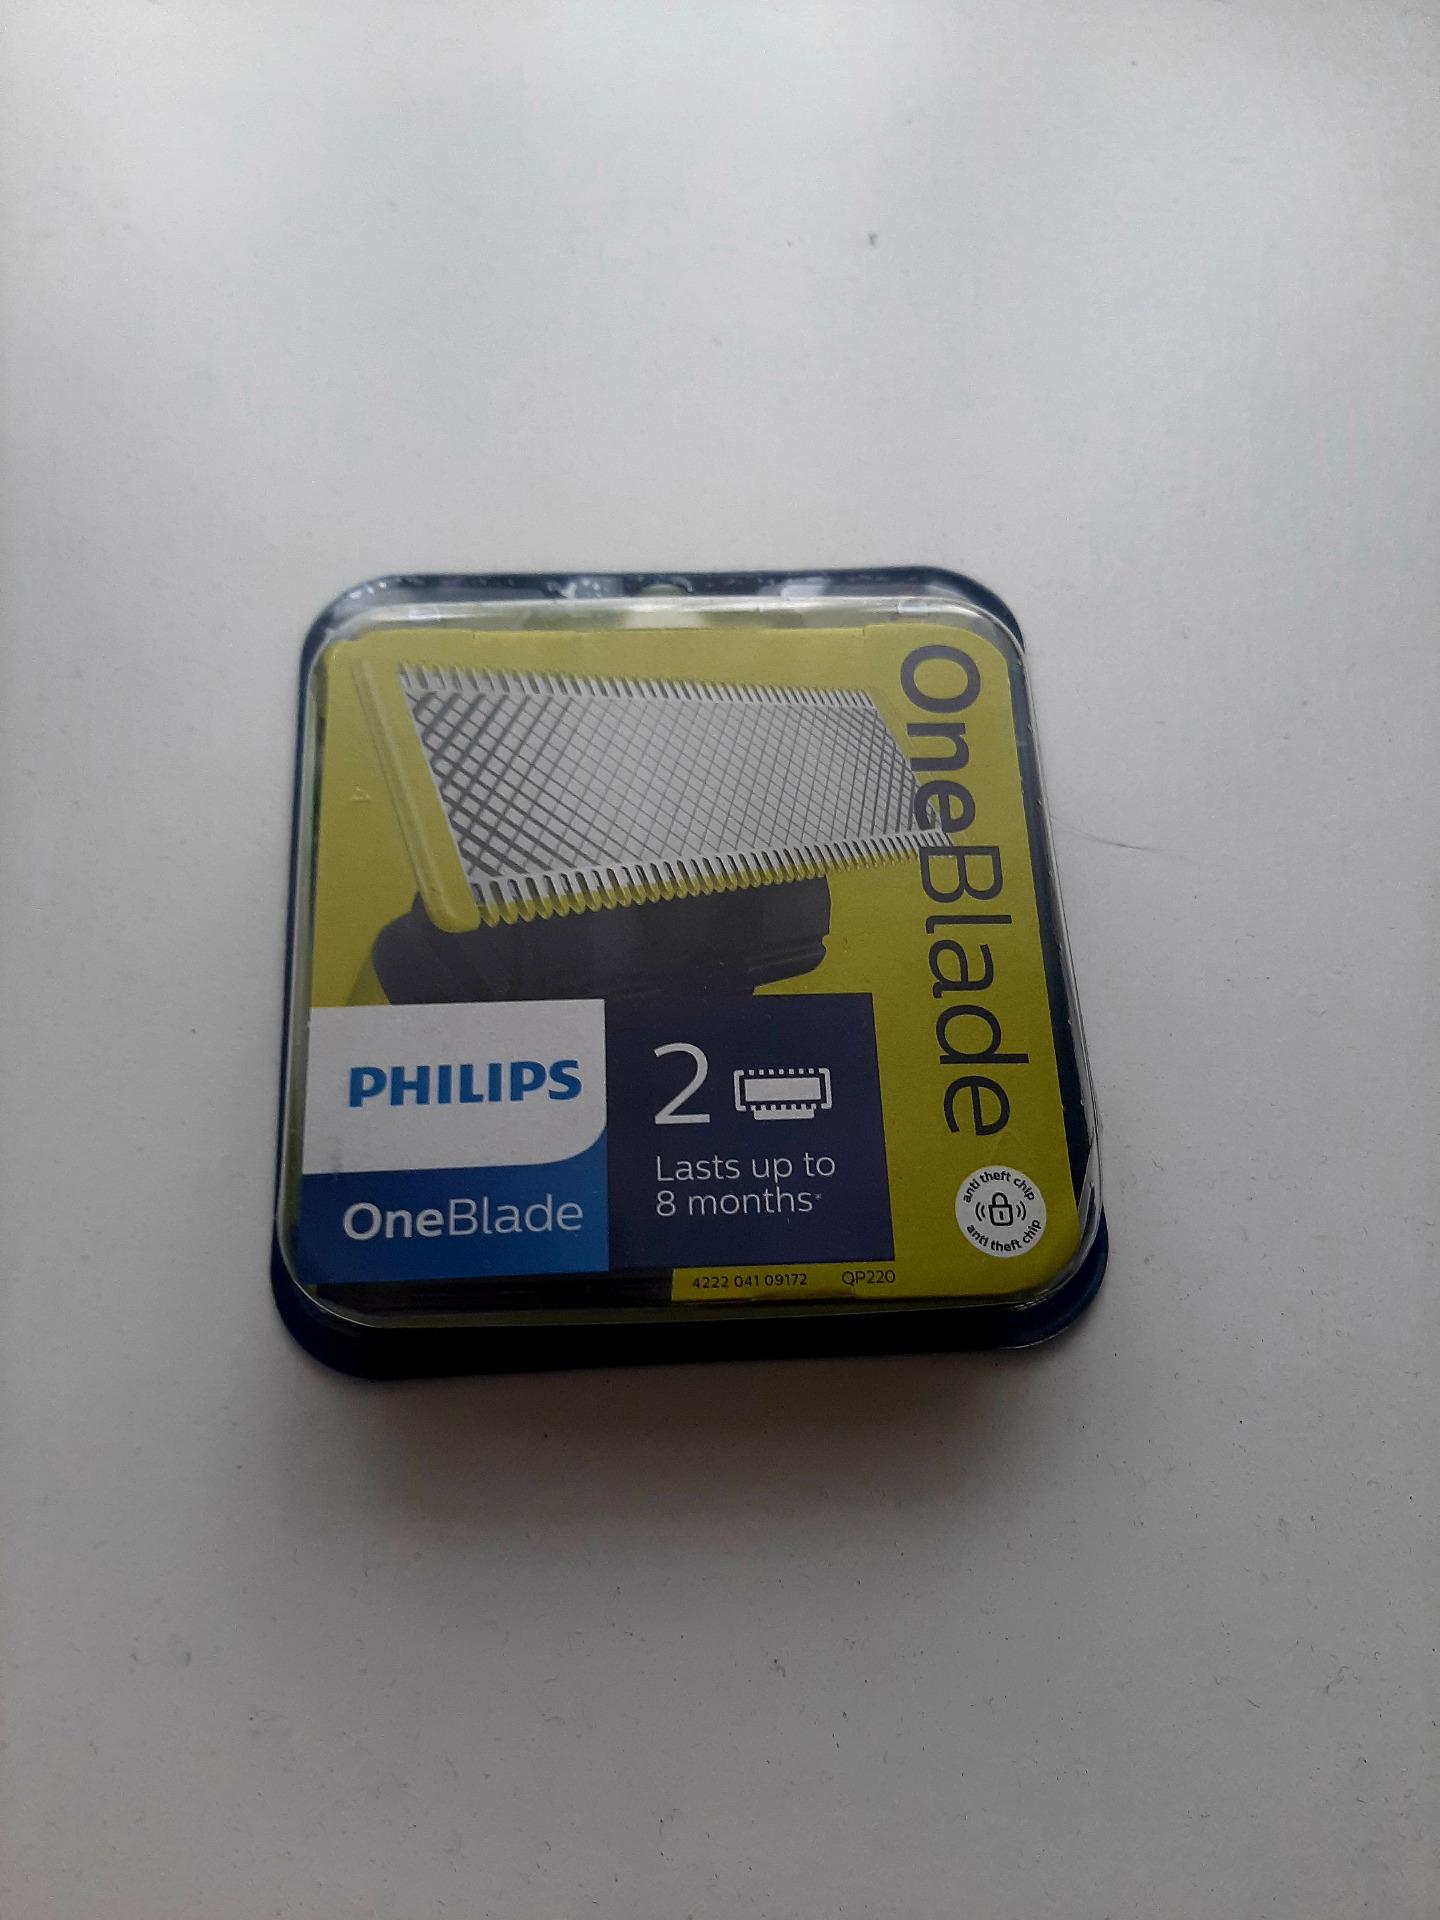 OneBlade
PHILIPS
OneBlade
2
Lasts up to
8 months*
anti theft chip
anti theft chip
4222 041 09172 QP220